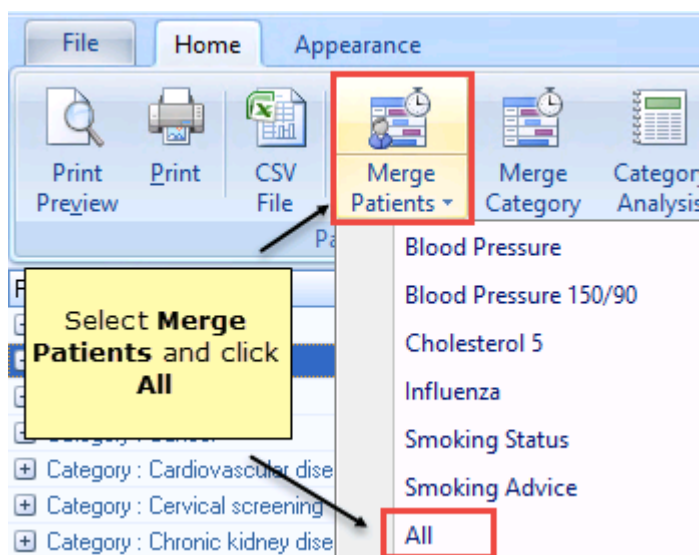 File Home Appearance
Print Preview
Print
CSV File
Merge Patients
Merge Category
Category Analysis
Select Merge
Patients and click
All
Blood Pressure
Blood Pressure 150/90
Cholesterol 5
Influenza
Smoking Status
Smoking Advice
All
Category : Cardiovascular dise
Category : Cervical screening
Category : Chronic kidney dise